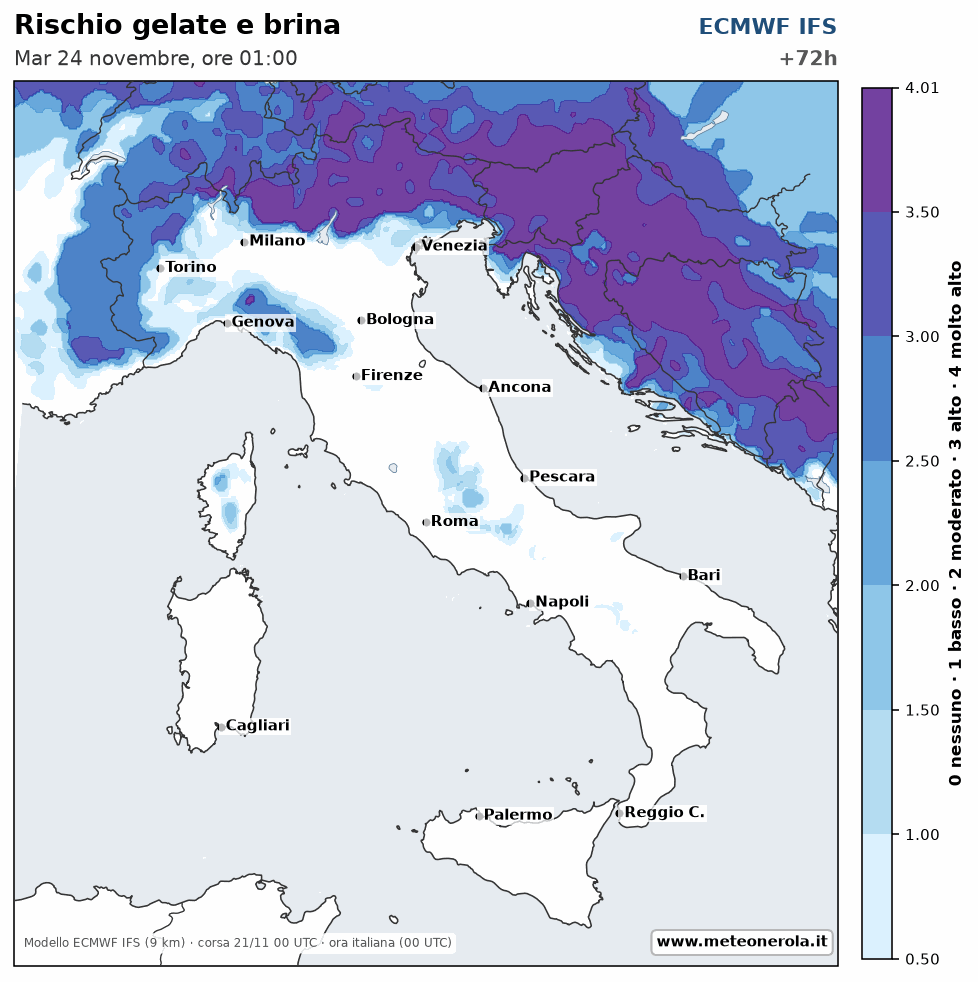 Rischio gelate e brina
ECMWF IFS
Mar 24 novembre, ore 01:00
+72h
4.01
3.50
3.00
2.50
2.00
1.50
1.00
0.50
0 nessuno · 1 basso · 2 moderato · 3 alto · 4 molto alto
Milano
Venezia
Torino
Genova
Bologna
Firenze
Ancona
Pescara
Roma
Bari
Napoli
Cagliari
Palermo
Reggio C.
Modello ECMWF IFS (9 km) · corsa 21/11 00 UTC · ora italiana (00 UTC)
www.meteonerola.it